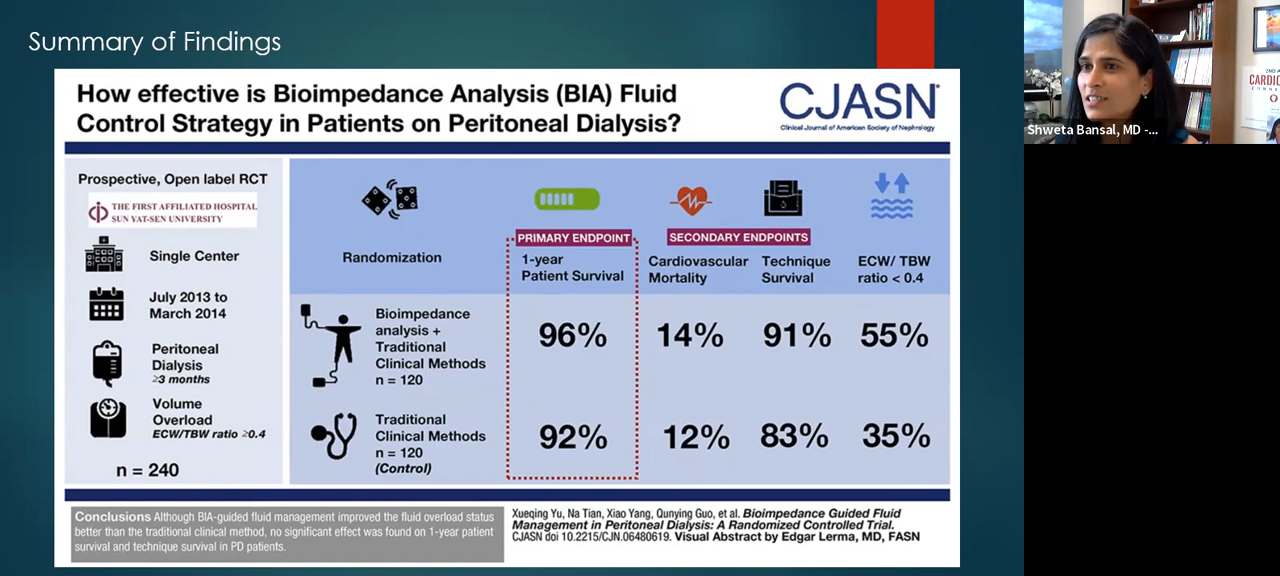 Summary of Findings
How effective is Bioimpedance Analysis (BIA) Fluid
Control Strategy in Patients on Peritoneal Dialysis?
CJASN
Clinical Journal of American Society of Nephrology
Prospective, Open label RCT
THE FIRST AFFILIATED HOSPITAL
SUN YAT-SEN UNIVERSITY
Single Center
July 2013 to
March 2014
Peritoneal
Dialysis
≥3 months
Volume
Overload
ECW/TBW ratio ≥0.4
n = 240
Randomization
PRIMARY ENDPOINT
1-year
Patient Survival
SECONDARY ENDPOINTS
Cardiovascular
Mortality
Technique
Survival
ECW/ TBW
ratio < 0.4
Bioimpedance
analysis +
Traditional
Clinical Methods
n = 120
96%
14%
91%
55%
Traditional
Clinical Methods
n = 120
(Control)
92%
12%
83%
35%
Conclusions Although BIA-guided fluid management improved the fluid overload status
better than the traditional clinical method, no significant effect was found on 1-year patient
survival and technique survival in PD patients.
Xueqing Yu, Na Tian, Xiao Yang, Qunying Guo, et al. Bioimpedance Guided Fluid
Management in Peritoneal Dialysis: A Randomized Controlled Trial.
CJASN doi 10.2215/CJN.06480619. Visual Abstract by Edgar Lerma, MD, FASN
Shweta Bansal, MD -...